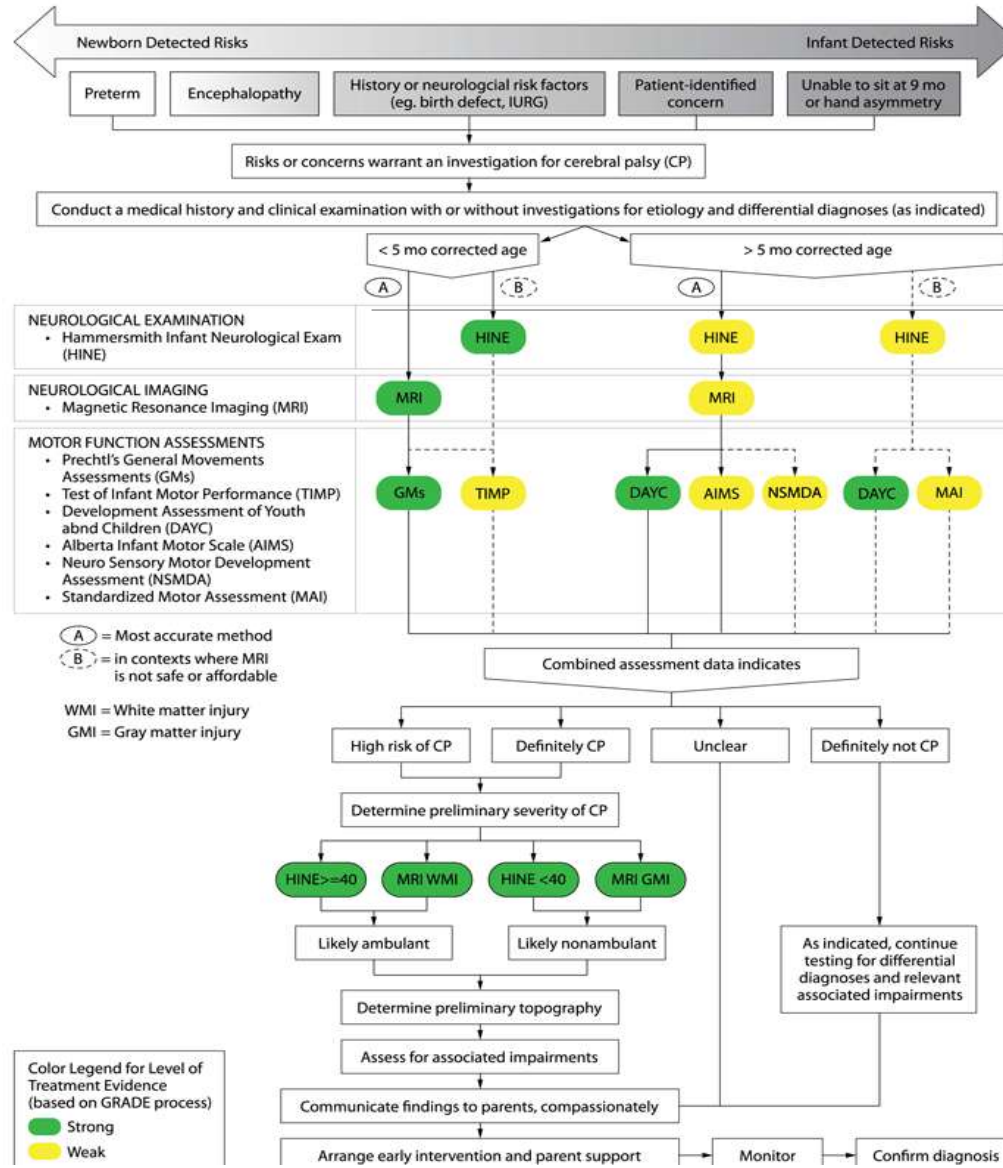 Newborn Detected Risks
Infant Detected Risks
Preterm
Encephalopathy
History or neurologcial risk factors
(eg. birth defect, IURG)
Patient-identified
concern
Unable to sit at 9 mo
or hand asymmetry
Risks or concerns warrant an investigation for cerebral palsy (CP)
Conduct a medical history and clinical examination with or without investigations for etiology and differential diagnoses (as indicated)
< 5 mo corrected age
> 5 mo corrected age
A
B
A
B
NEUROLOGICAL EXAMINATION
• Hammersmith Infant Neurological Exam
(HINE)
HINE
HINE
HINE
NEUROLOGICAL IMAGING
• Magnetic Resonance Imaging (MRI)
MRI
MRI
MOTOR FUNCTION ASSESSMENTS
• Prechtl's General Movements
Assessments (GMs)
• Test of Infant Motor Performance (TIMP)
• Development Assessment of Youth
abnd Children (DAYC)
• Alberta Infant Motor Scale (AIMS)
• Neuro Sensory Motor Development
Assessment (NSMDA)
• Standardized Motor Assessment (MAI)
GMs
TIMP
DAYC
AIMS
NSMDA
DAYC
MAI
A = Most accurate method
B = in contexts where MRI
is not safe or affordable
WMI = White matter injury
GMI = Gray matter injury
Combined assessment data indicates
High risk of CP
Definitely CP
Unclear
Definitely not CP
Determine preliminary severity of CP
HINE>=40
MRI WMI
HINE <40
MRI GMI
Likely ambulant
Likely nonambulant
As indicated, continue
testing for differential
diagnoses and relevant
associated impairments
Determine preliminary topography
Assess for associated impairments
Communicate findings to parents, compassionately
Arrange early intervention and parent support
Monitor
Confirm diagnosis
Color Legend for Level of
Treatment Evidence
(based on GRADE process)
Strong
Weak